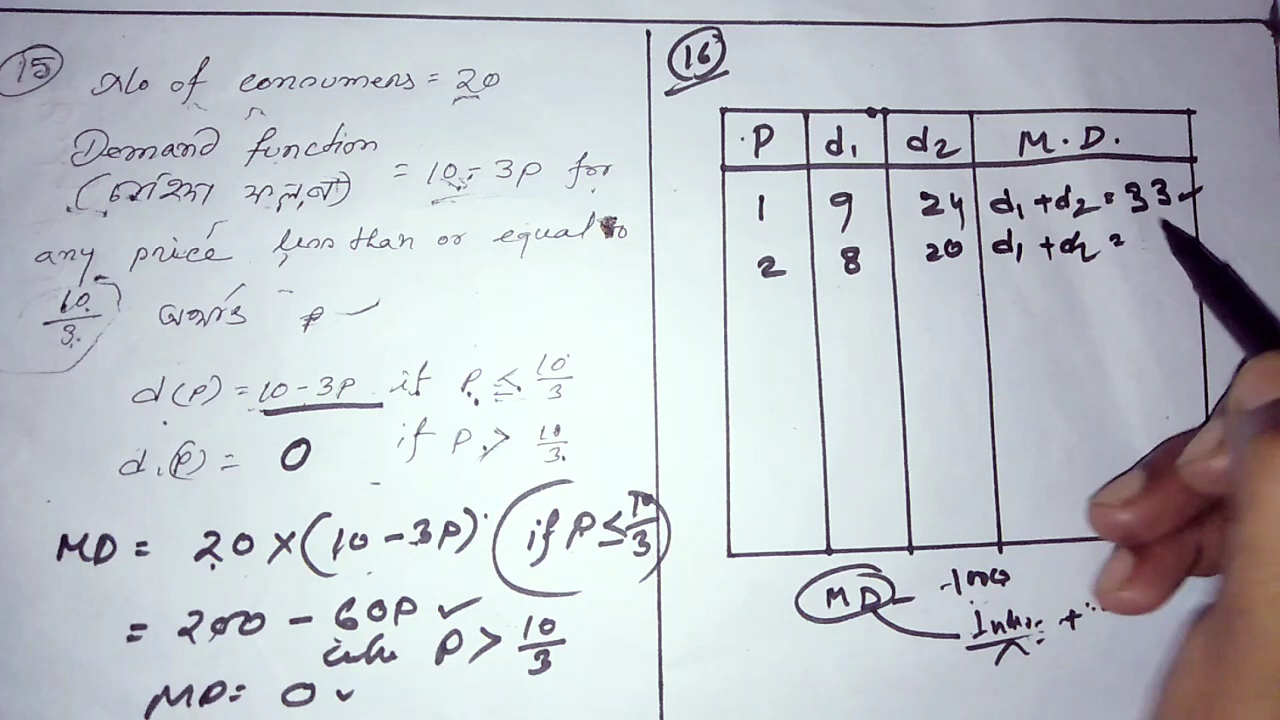 15
No of consumers = 20
Demand function
(চাহিদা ফলন) = 10 - 3P for
any price less than or equal to
10/3 অর্থাৎ P
d(P) = 10 - 3P if P ≤ 10/3
d.(P) = 0 if P > 10/3
MD = 20 × (10 - 3P) (if P ≤ 10/3)
= 200 - 60P ✓
P > 10/3
MD = 0 ✓
16
P d1 d2 M.D.
1 9 24 d1 + d2 = 33 ✓
2 8 20 d1 + d2 =
MD